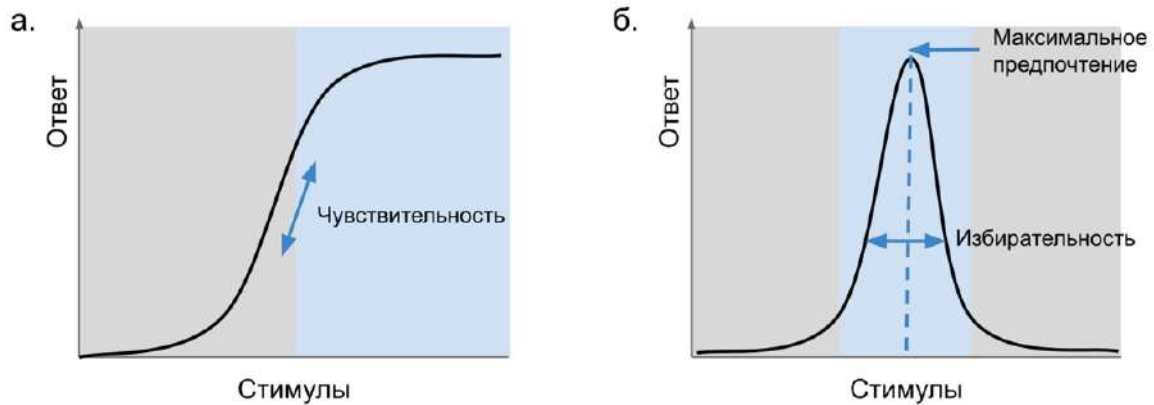 а.
Ответ
Чувствительность
Стимулы
б.
Ответ
Максимальное
предпочтение
Избирательность
Стимулы